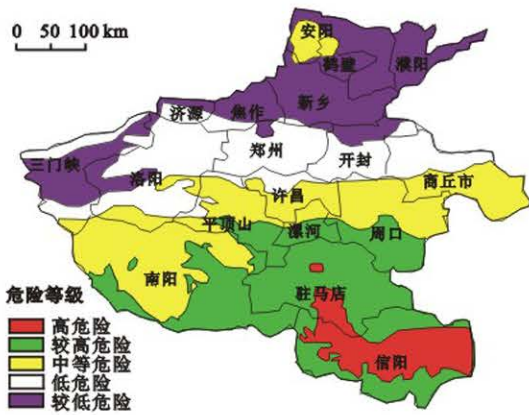 0 50 100 km
安阳
鹤壁
濮阳
新乡
济源
焦作
三门峡
洛阳
郑州
开封
商丘市
许昌
平顶山
漯河
周口
南阳
驻马店
信阳
危险等级
高危险
较高危险
中等危险
低危险
较低危险